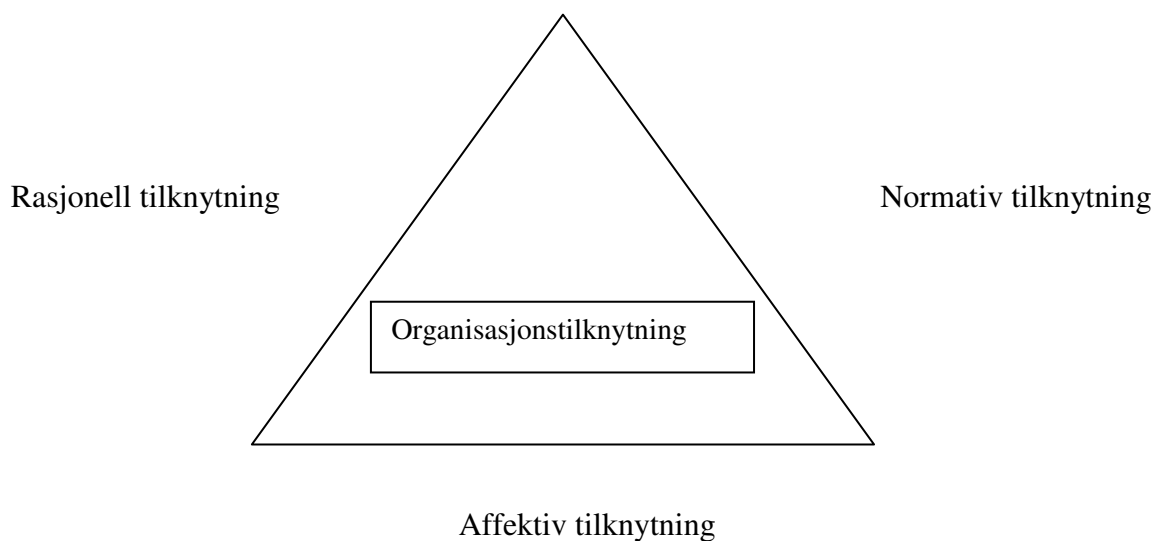 Rasjonell tilknytning
Normativ tilknytning
Organisasjonstilknytning
Affektiv tilknytning